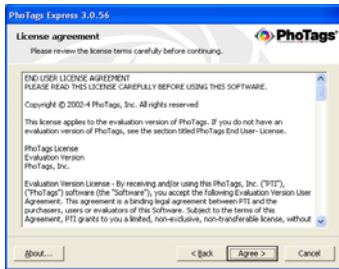 PhoTags Express 3.0.56
License agreement
Please review the license terms carefully before continuing.
PhoTags
END USER LICENSE AGREEMENT
PLEASE READ THIS LICENSE CAREFULLY BEFORE USING THIS SOFTWARE.
Copyright © 2002-4 PhoTags, Inc. All rights reserved
This license applies to the evaluation version of PhoTags. If you do not have an
evaluation version of PhoTags, see the section titled PhoTags End User- License.
PhoTags License
Evaluation Version
PhoTags, Inc.
Evaluation Version License - By receiving and/or using this PhoTags, Inc. ("PTI"),
("PhoTags") software (the "Software"), you accept the following Evaluation Version User
Agreement. This agreement is a binding legal agreement between PTI and the
purchasers, users or evaluators of this Software. Subject to the terms of this
Agreement, PTI grants to you a limited, non-exclusive, non-transferable license, without
About...
< Back
Agree >
Cancel